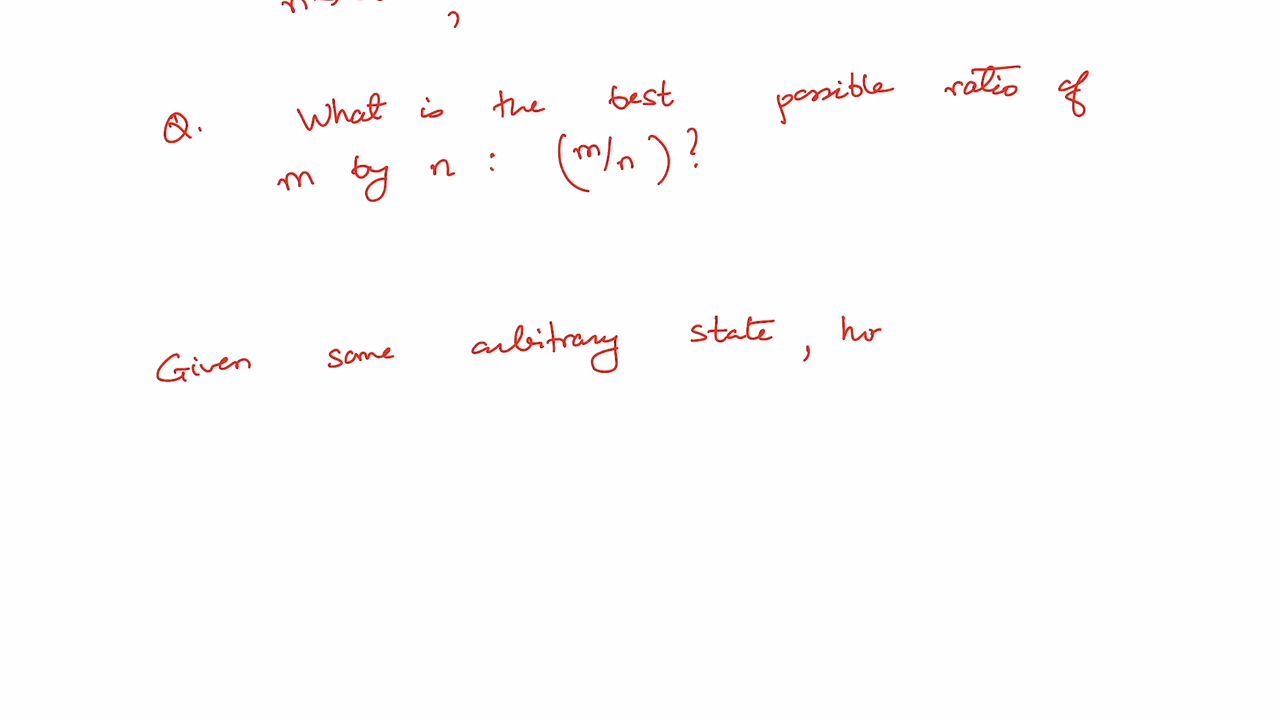 Q. What is the best possible ratio of
m by n : (m/n)?
Given some arbitrary state, ho